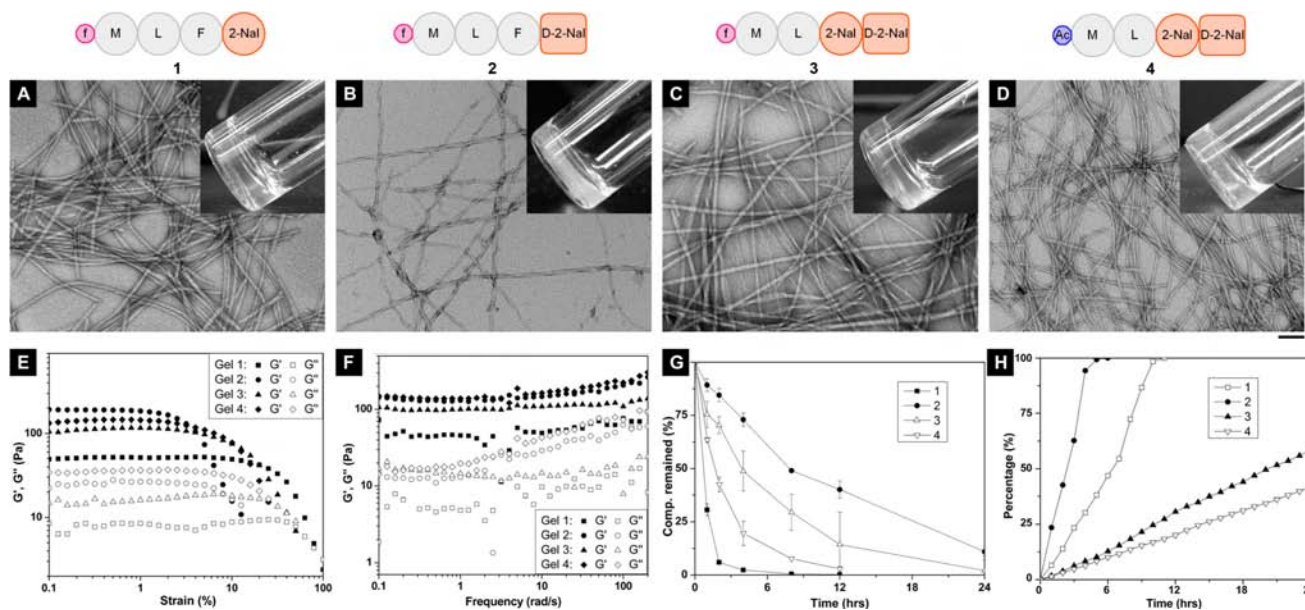 f M L F 2-Nal
1
f M L F D-2-Nal
2
f M L 2-Nal D-2-Nal
3
Ac M L 2-Nal D-2-Nal
4
A
B
C
D
E
G', G'' (Pa)
100
10
0.1 1 10 100
Strain (%)
Gel 1: G' G''
Gel 2: G' G''
Gel 3: G' G''
Gel 4: G' G''
F
G', G'' (Pa)
100
10
1
0.1 1 10 100
Frequency (rad/s)
Gel 1: G' G''
Gel 2: G' G''
Gel 3: G' G''
Gel 4: G' G''
G
Comp. remained (%)
75
50
25
0
0 4 8 12 24
Time (hrs)
1
2
3
4
H
Percentage (%)
100
75
50
25
0
0 6 12 18
Time (hrs)
1
2
3
4